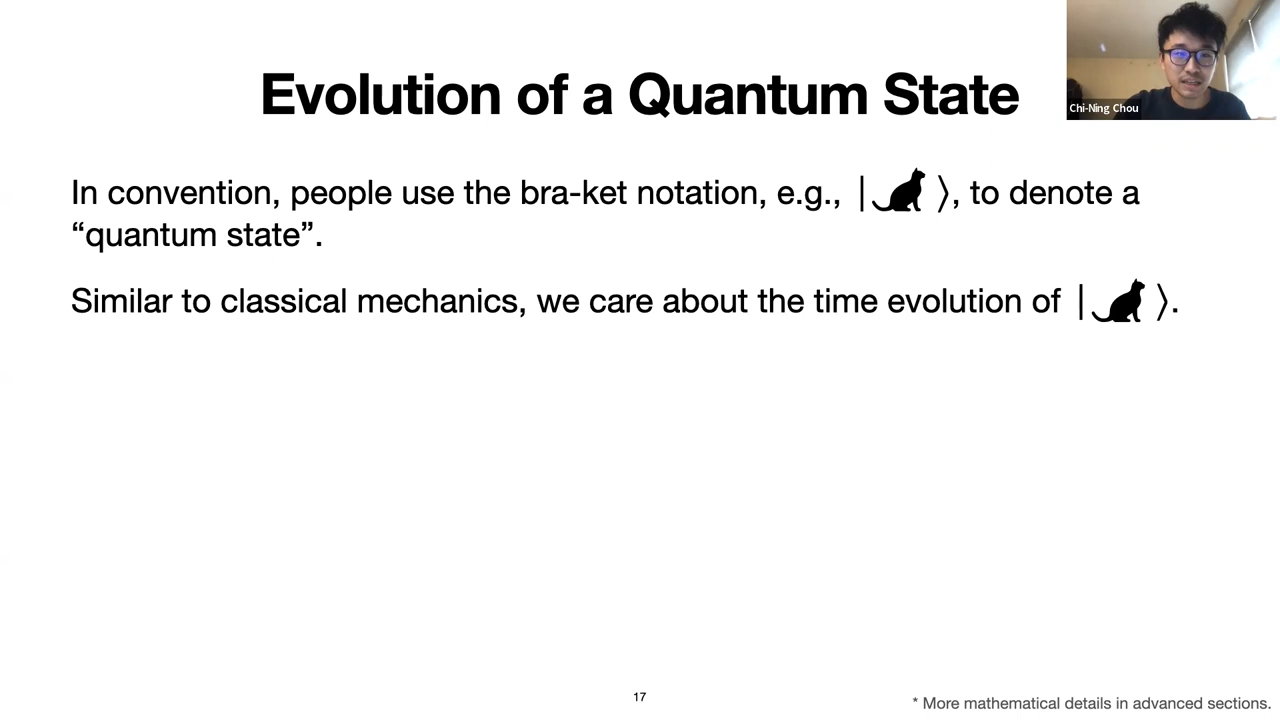 Evolution of a Quantum State
Chi-Ning Chou
In convention, people use the bra-ket notation, e.g., | ⟩, to denote a
“quantum state”.
Similar to classical mechanics, we care about the time evolution of | ⟩.
17
* More mathematical details in advanced sections.